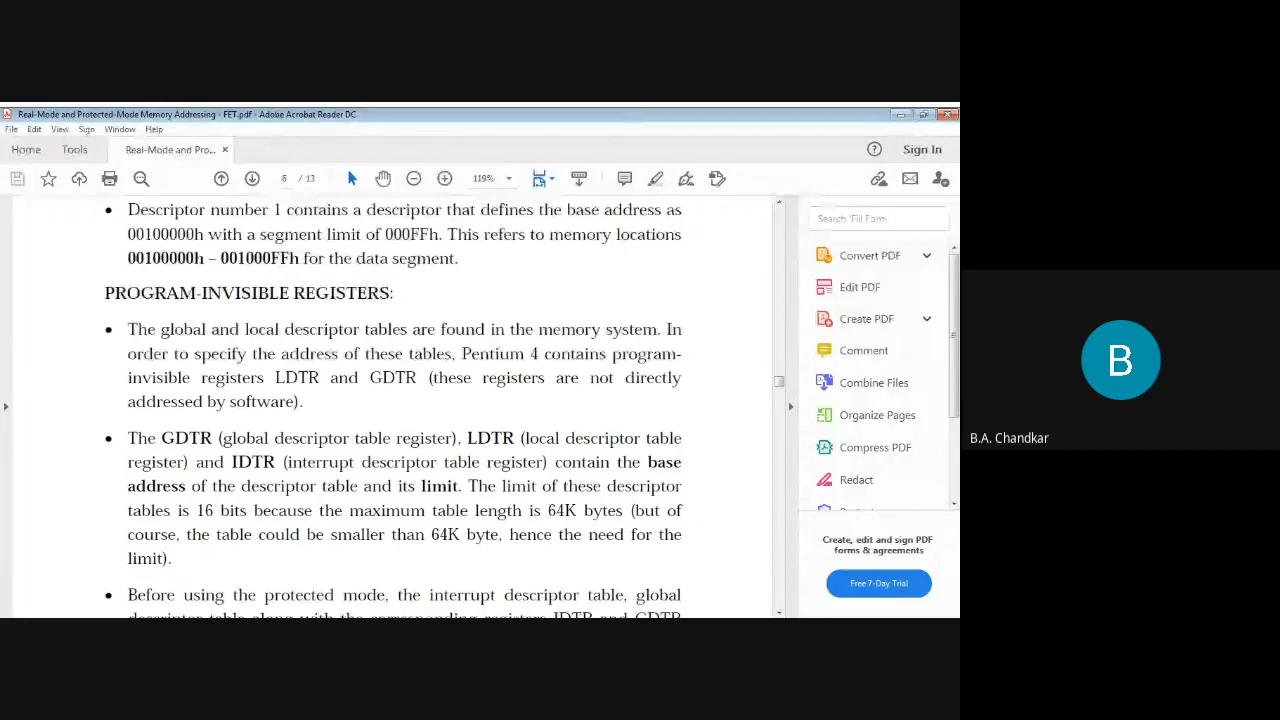 Real-Mode and Protected-Mode Memory Addressing - FET.pdf - Adobe Acrobat Reader DC
File Edit View Sign Window Help
Home Tools Real-Mode and Pro... × Sign In
6 / 13 119%
• Descriptor number 1 contains a descriptor that defines the base address as
00100000h with a segment limit of 000FFh. This refers to memory locations
00100000h – 001000FFh for the data segment.
PROGRAM-INVISIBLE REGISTERS:
• The global and local descriptor tables are found in the memory system. In
order to specify the address of these tables, Pentium 4 contains program-
invisible registers LDTR and GDTR (these registers are not directly
addressed by software).
• The GDTR (global descriptor table register), LDTR (local descriptor table
register) and IDTR (interrupt descriptor table register) contain the base
address of the descriptor table and its limit. The limit of these descriptor
tables is 16 bits because the maximum table length is 64K bytes (but of
course, the table could be smaller than 64K byte, hence the need for the
limit).
• Before using the protected mode, the interrupt descriptor table, global
descriptor table along with the corresponding registers IDTR and GDTR
Search 'Fill Form'
Convert PDF
Edit PDF
Create PDF
Comment
Combine Files
Organize Pages
Compress PDF
Redact
Create, edit and sign PDF
forms & agreements
Free 7-Day Trial
B
B.A. Chandkar